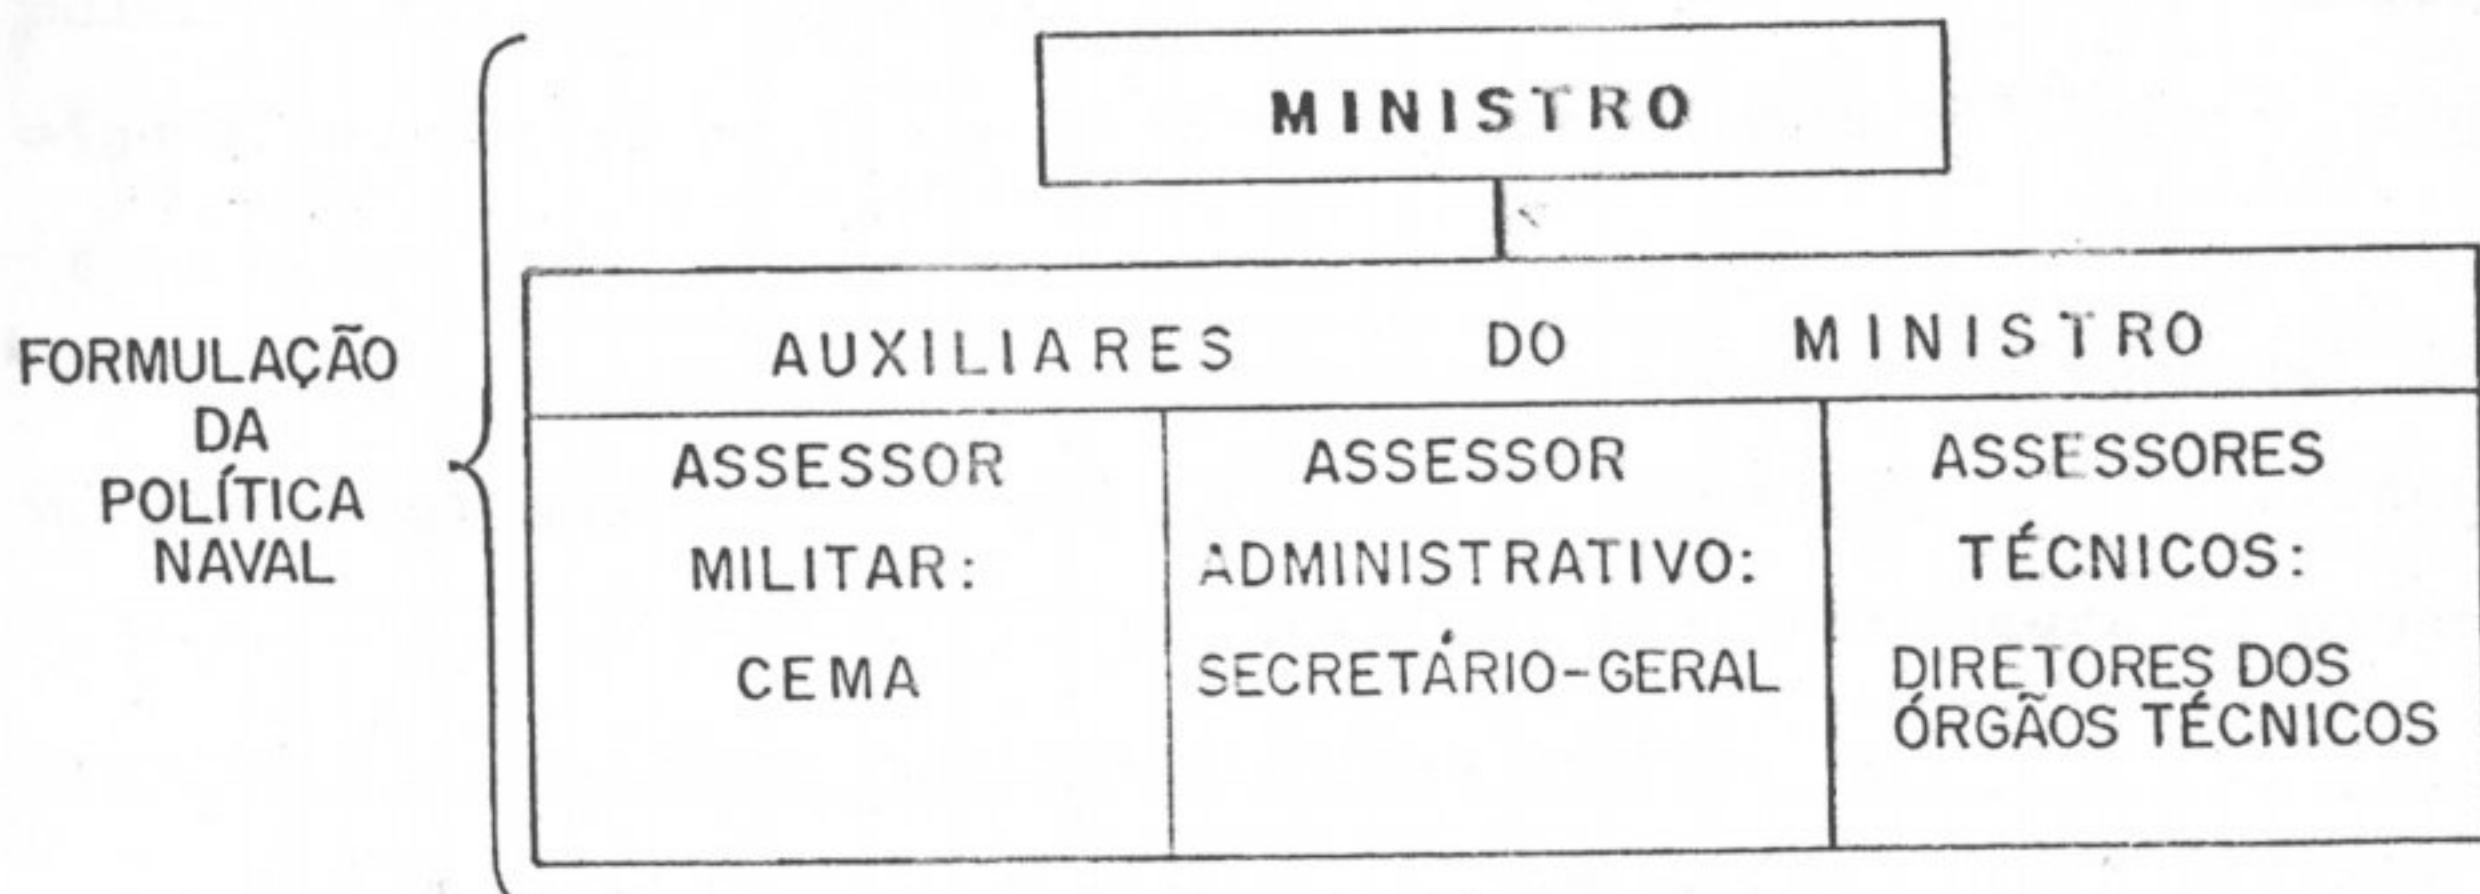 MINISTRO
FORMULAÇÃO
DA
POLÍTICA
NAVAL
AUXILIARES DO MINISTRO
ASSESSOR
MILITAR:
CEMA
ASSESSOR
ADMINISTRATIVO:
SECRETÁRIO-GERAL
ASSESSORES
TÉCNICOS:
DIRETORES DOS
ÓRGÃOS TÉCNICOS